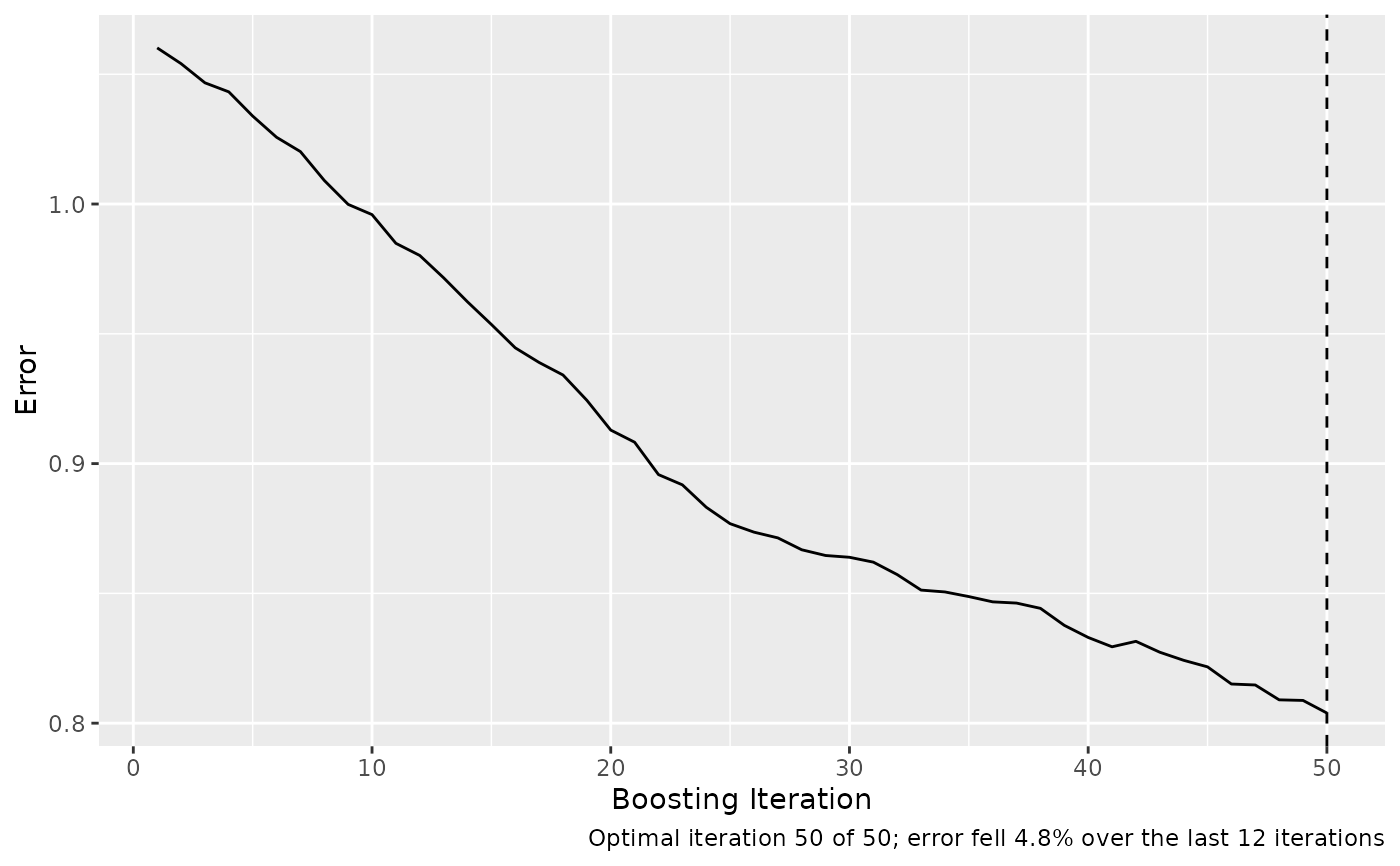 Error
1.0
0.9
0.8
0 10 20 30 40 50
Boosting Iteration
Optimal iteration 50 of 50; error fell 4.8% over the last 12 iterations